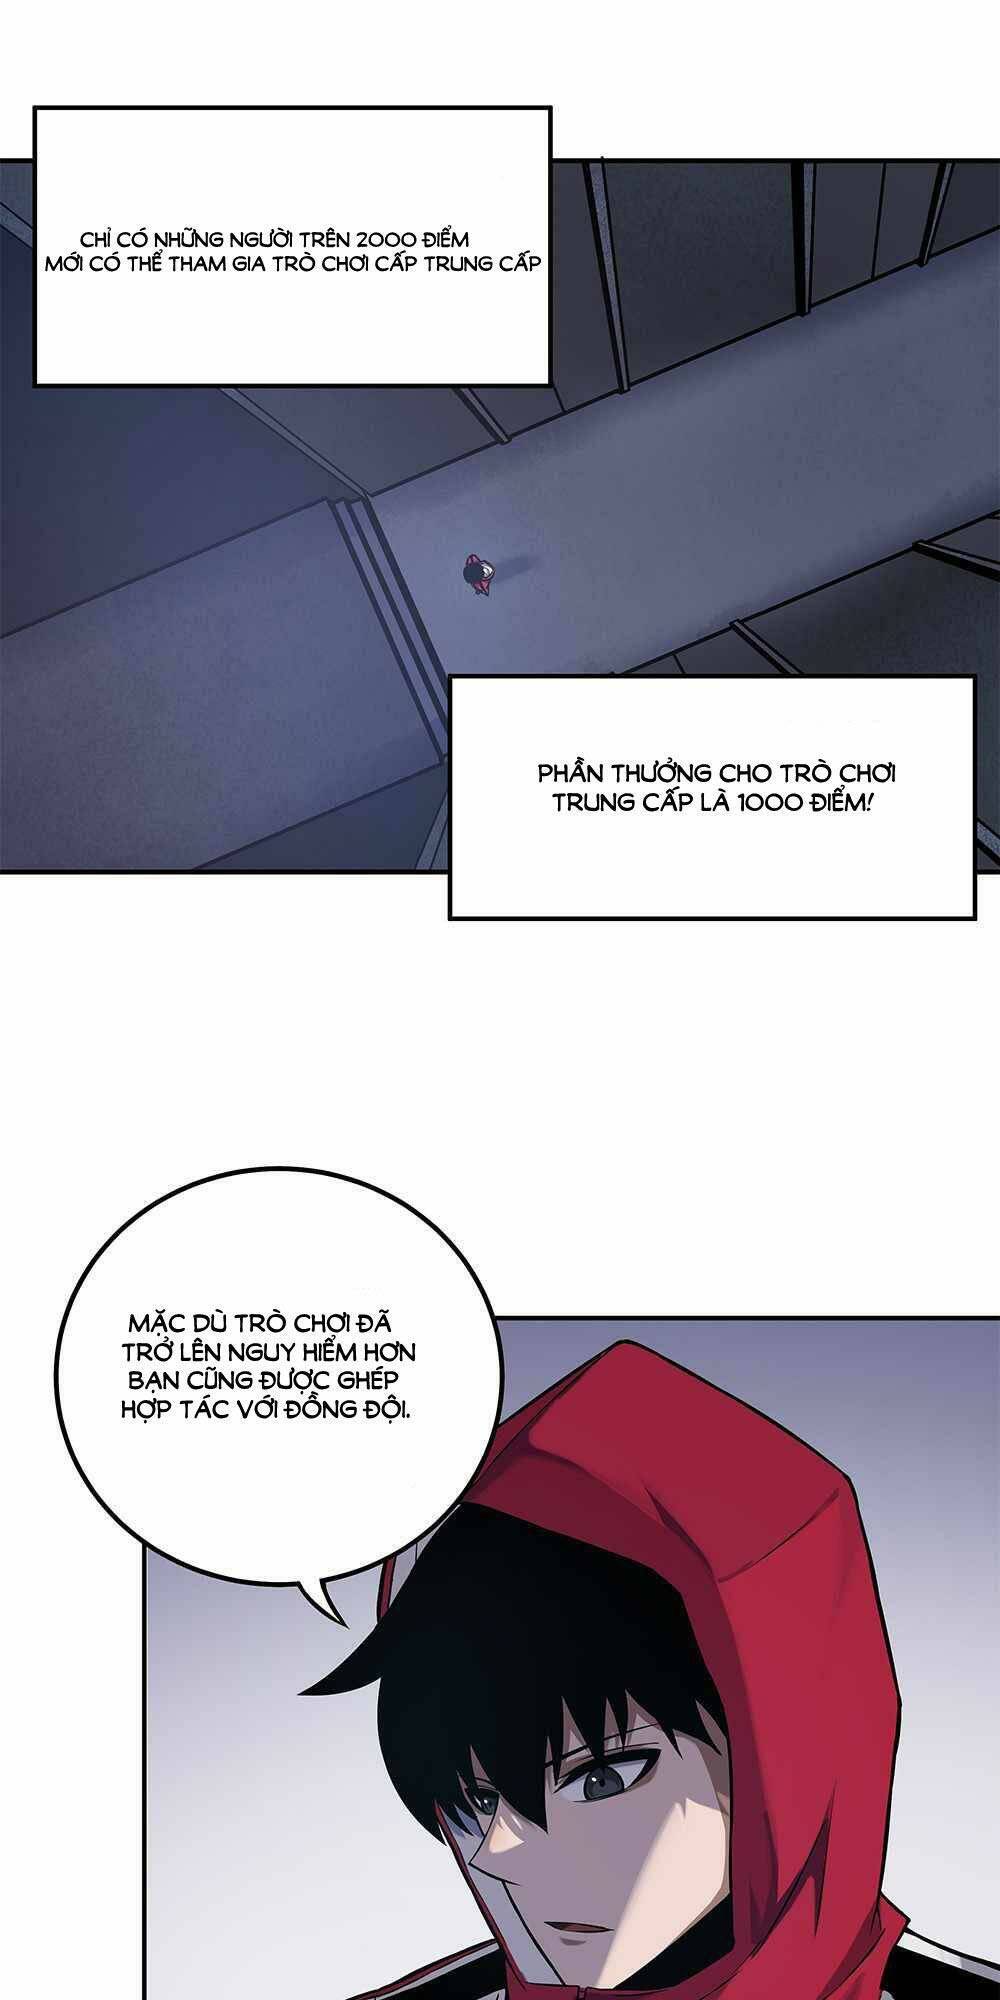 CHỈ CÓ NHỮNG NGƯỜI TRÊN 2000 ĐIỂM
MỚI CÓ THỂ THAM GIA TRÒ CHƠI CẤP TRUNG CẤP
PHẦN THƯỞNG CHO TRÒ CHƠI
TRUNG CẤP LÀ 1000 ĐIỂM!
MẶC DÙ TRÒ CHƠI ĐÃ
TRỞ LÊN NGUY HIỂM HƠN
BẠN CŨNG ĐƯỢC GHÉP
HỢP TÁC VỚI ĐỒNG ĐỘI.